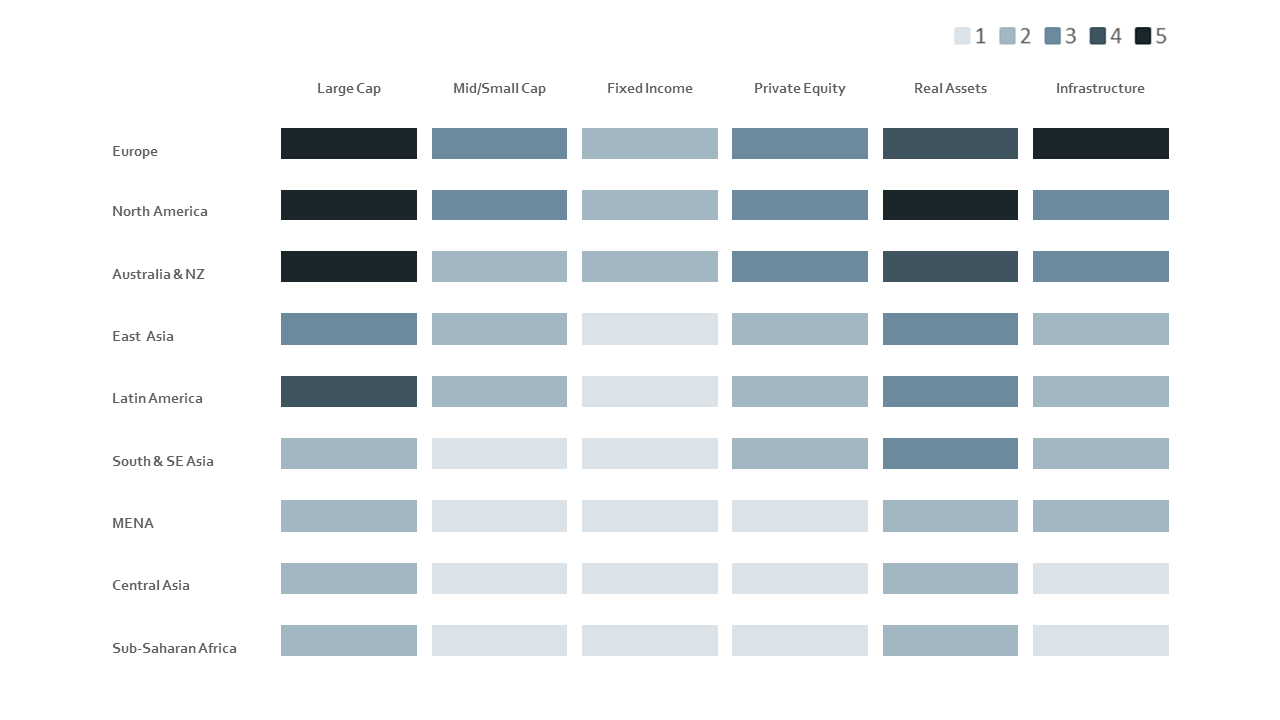 1 2 3 4 5
Large Cap Mid/Small Cap Fixed Income Private Equity Real Assets Infrastructure
Europe
North America
Australia & NZ
East Asia
Latin America
South & SE Asia
MENA
Central Asia
Sub-Saharan Africa